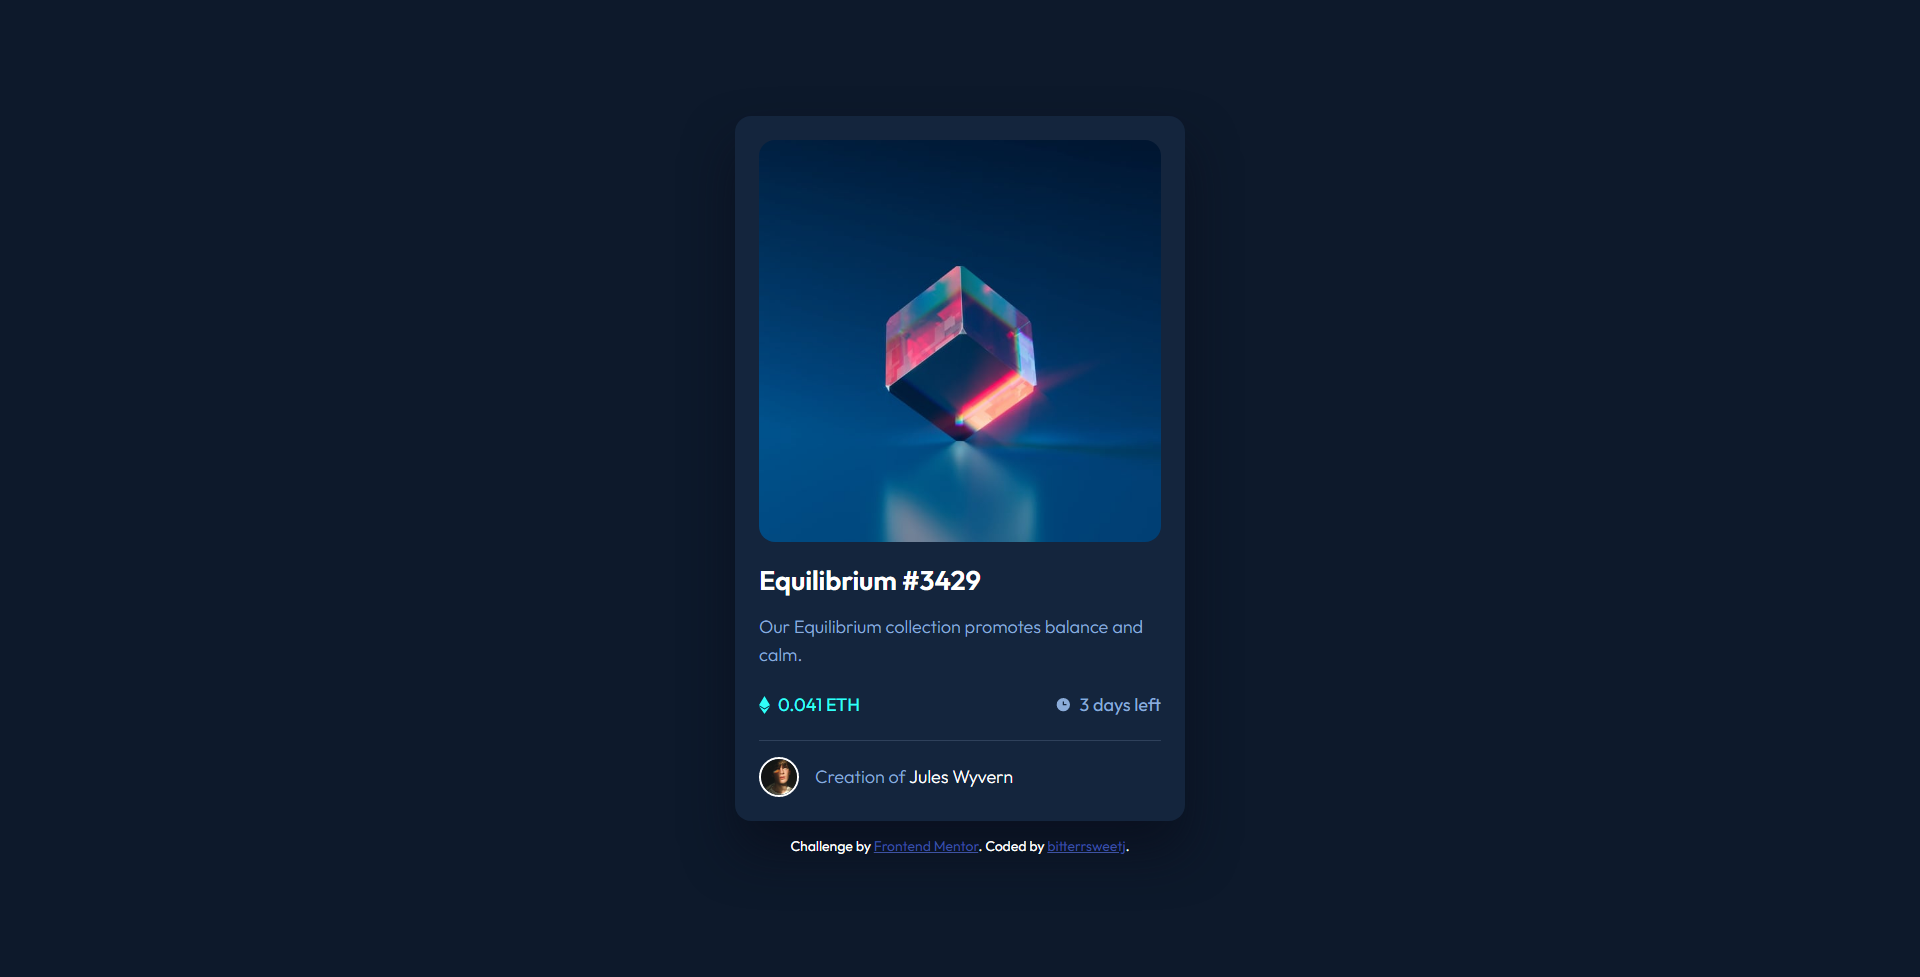 Equilibrium #3429
Our Equilibrium collection promotes balance and
calm.
0.041 ETH
3 days left
Creation of Jules Wyvern
Challenge by Frontend Mentor. Coded by bitterrsweetj.